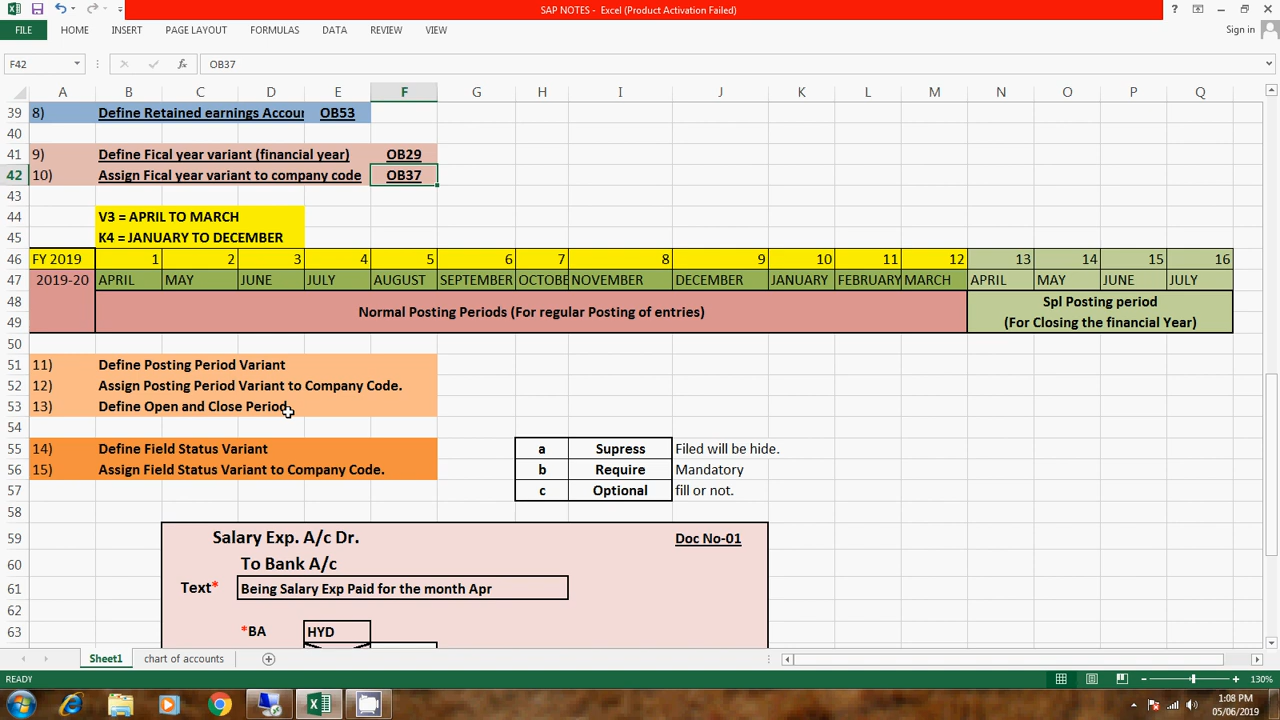 SAP NOTES - Excel (Product Activation Failed)
FILE HOME INSERT PAGE LAYOUT FORMULAS DATA REVIEW VIEW Sign in
F42 fx OB37
A B C D E F G H I J K L M N O P Q
39 8) Define Retained earnings Accour OB53
40
41 9) Define Fical year variant (financial year) OB29
42 10) Assign Fical year variant to company code OB37
43
44 V3 = APRIL TO MARCH
45 K4 = JANUARY TO DECEMBER
46 FY 2019 1 2 3 4 5 6 7 8 9 10 11 12 13 14 15 16
47 2019-20 APRIL MAY JUNE JULY AUGUST SEPTEMBER OCTOBE NOVEMBER DECEMBER JANUARY FEBRUARY MARCH APRIL MAY JUNE JULY
48 Normal Posting Periods (For regular Posting of entries) Spl Posting period
49 (For Closing the financial Year)
50
51 11) Define Posting Period Variant
52 12) Assign Posting Period Variant to Company Code.
53 13) Define Open and Close Period
54
55 14) Define Field Status Variant a Supress Filed will be hide.
56 15) Assign Field Status Variant to Company Code. b Require Mandatory
57 c Optional fill or not.
58
59 Salary Exp. A/c Dr. Doc No-01
60 To Bank A/c
61 Text* Being Salary Exp Paid for the month Apr
62
63 *BA HYD
Sheet1 chart of accounts
READY 130%
1:08 PM
05/06/2019